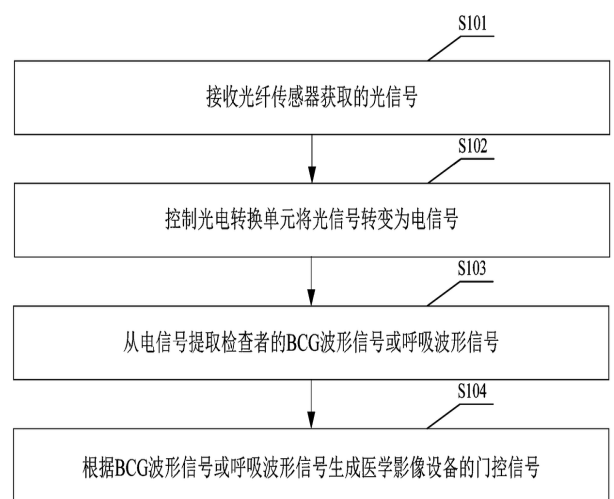 S101
接收光纤传感器获取的光信号
S102
控制光电转换单元将光信号转变为电信号
S103
从电信号提取检查者的BCG波形信号或呼吸波形信号
S104
根据BCG波形信号或呼吸波形信号生成医学影像设备的门控信号